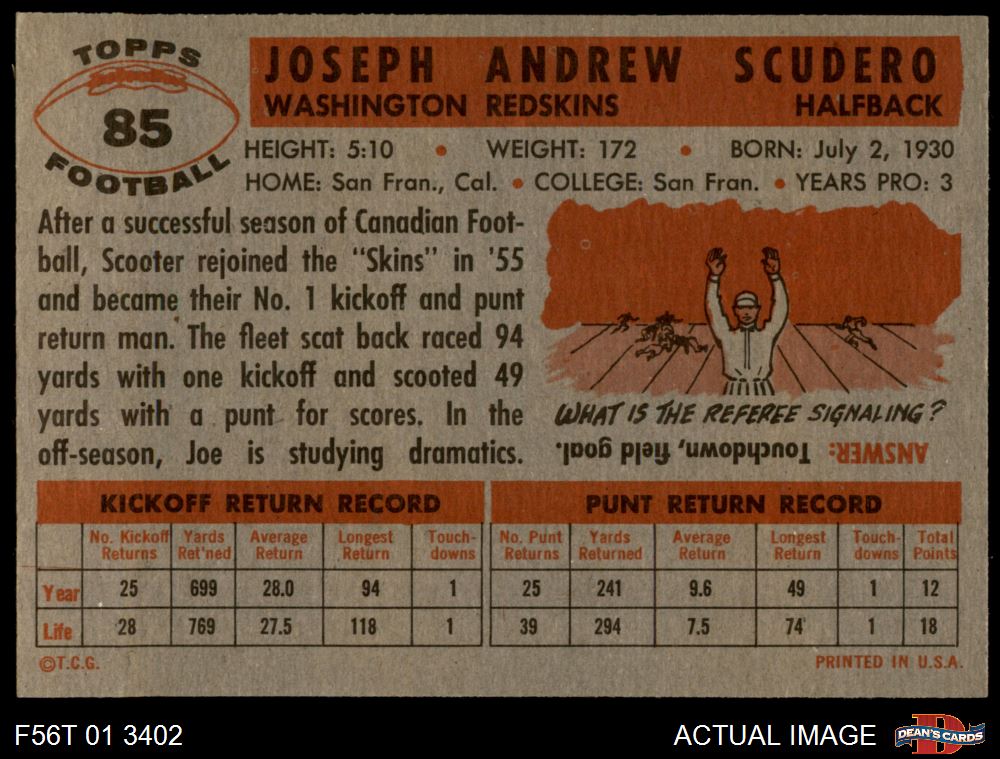 TOPPS
85
FOOTBALL
JOSEPH ANDREW SCUDERO
WASHINGTON REDSKINS HALFBACK
HEIGHT: 5:10 • WEIGHT: 172 • BORN: July 2, 1930
HOME: San Fran., Cal. • COLLEGE: San Fran. • YEARS PRO: 3
After a successful season of Canadian Foot-
ball, Scooter rejoined the "Skins" in '55
and became their No. 1 kickoff and punt
return man. The fleet scat back raced 94
yards with one kickoff and scooted 49
yards with a punt for scores. In the
off-season, Joe is studying dramatics.
WHAT IS THE REFEREE SIGNALING?
ANSWER: Touchdown, field goal.
KICKOFF RETURN RECORD
No. Kickoff Returns Yards Ret'ned Average Return Longest Return Touch-downs
Year 25 699 28.0 94 1
Life 28 769 27.5 118 1
PUNT RETURN RECORD
No. Punt Returns Yards Returned Average Return Longest Return Touch-downs Total Points
25 241 9.6 49 1 12
39 294 7.5 74 1 18
©T.C.G.
PRINTED IN U.S.A.
F56T 01 3402
ACTUAL IMAGE
DEAN'S CARDS